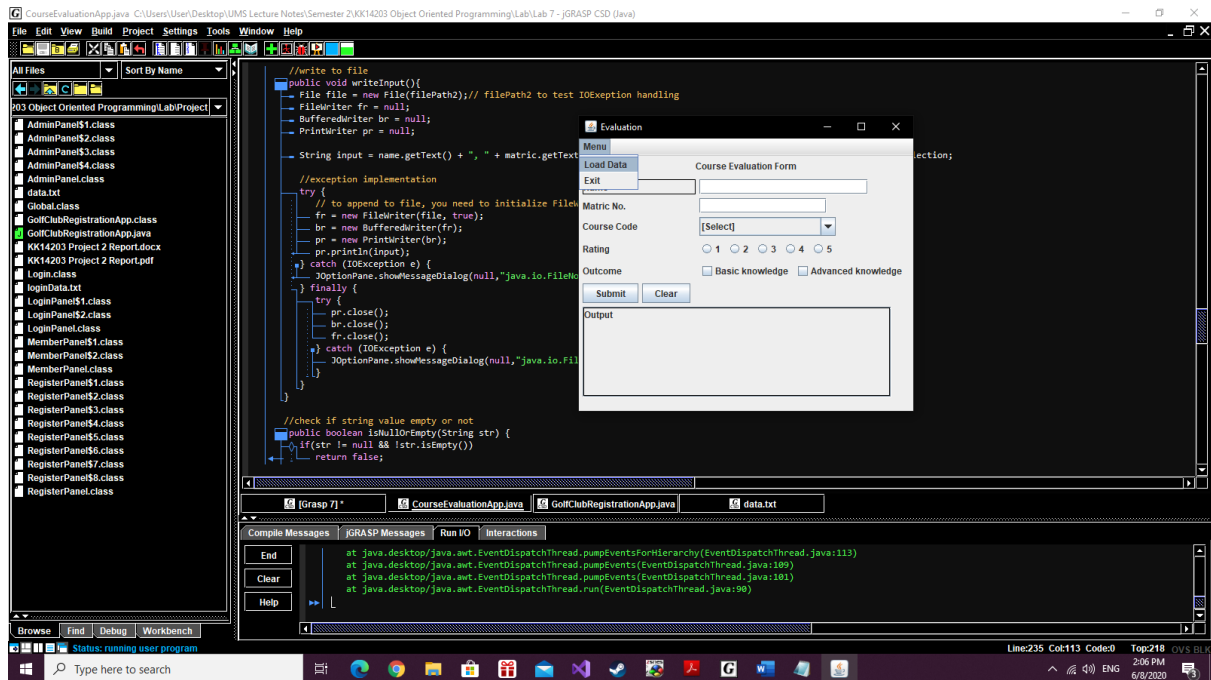 CourseEvaluationApp.java C:\Users\User\Desktop\UMS Lecture Notes\Semester 2\KK14203 Object Oriented Programming\Lab\Lab 7 - jGRASP CSD (Java)
File Edit View Build Project Settings Tools Window Help
All Files
Sort By Name
203 Object Oriented Programming\Lab\Project
AdminPanel$1.class
AdminPanel$2.class
AdminPanel$3.class
AdminPanel$4.class
AdminPanel.class
data.txt
Global.class
GolfClubRegistrationApp.class
GolfClubRegistrationApp.java
KK14203 Project 2 Report.docx
KK14203 Project 2 Report.pdf
Login.class
loginData.txt
LoginPanel$1.class
LoginPanel$2.class
LoginPanel.class
MemberPanel$1.class
MemberPanel$2.class
MemberPanel.class
RegisterPanel$1.class
RegisterPanel$2.class
RegisterPanel$3.class
RegisterPanel$4.class
RegisterPanel$5.class
RegisterPanel$6.class
RegisterPanel$7.class
RegisterPanel$8.class
RegisterPanel.class
Browse Find Debug Workbench
//write to file
public void writeInput(){
File file = new File(filePath2);// filePath2 to test IOExeption handling
FileWriter fr = null;
BufferedWriter br = null;
PrintWriter pr = null;
String input = name.getText() + ", " + matric.getText
lection;
//exception implementation
try {
// to append to file, you need to initialize FileW
fr = new FileWriter(file, true);
br = new BufferedWriter(fr);
pr = new PrintWriter(br);
pr.println(input);
} catch (IOException e) {
JOptionPane.showMessageDialog(null,"java.io.FileNo
} finally {
try {
pr.close();
br.close();
fr.close();
} catch (IOException e) {
JOptionPane.showMessageDialog(null,"java.io.Fil
}
}
}
//check if string value empty or not
public boolean isNullOrEmpty(String str) {
if(str != null && !str.isEmpty())
return false;
Evaluation
Menu
Load Data
Exit
Course Evaluation Form
Matric No.
Course Code
[Select]
Rating
1 2 3 4 5
Outcome
Basic knowledge Advanced knowledge
Submit Clear
Output
[Grasp 7] *
CourseEvaluationApp.java
GolfClubRegistrationApp.java
data.txt
Compile Messages jGRASP Messages Run I/O Interactions
End
Clear
Help
at java.desktop/java.awt.EventDispatchThread.pumpEventsForHierarchy(EventDispatchThread.java:113)
at java.desktop/java.awt.EventDispatchThread.pumpEvents(EventDispatchThread.java:109)
at java.desktop/java.awt.EventDispatchThread.pumpEvents(EventDispatchThread.java:101)
at java.desktop/java.awt.EventDispatchThread.run(EventDispatchThread.java:90)
Status: running user program
Line:235 Col:113 Code:0 Top:218 OVS BLK
Type here to search
ENG
2:06 PM
6/8/2020